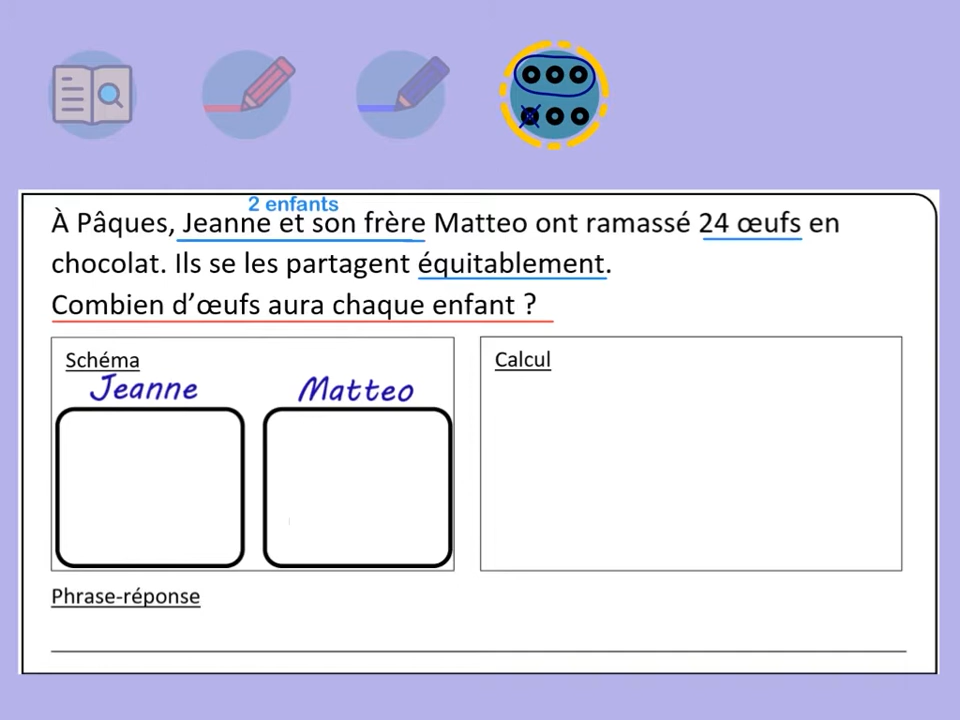 2 enfants
À Pâques, Jeanne et son frère Matteo ont ramassé 24 œufs en
chocolat. Ils se les partagent équitablement.
Combien d’œufs aura chaque enfant ?
Schéma
Jeanne
Matteo
Calcul
Phrase-réponse